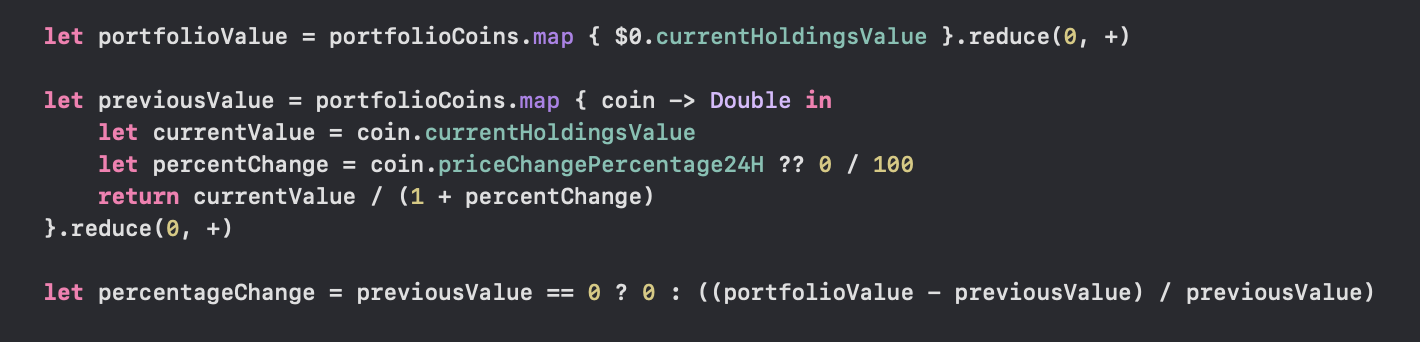 let portfolioValue = portfolioCoins.map { $0.currentHoldingsValue }.reduce(0, +)
let previousValue = portfolioCoins.map { coin -> Double in
let currentValue = coin.currentHoldingsValue
let percentChange = coin.priceChangePercentage24H ?? 0 / 100
return currentValue / (1 + percentChange)
}.reduce(0, +)
let percentageChange = previousValue == 0 ? 0 : ((portfolioValue - previousValue) / previousValue)